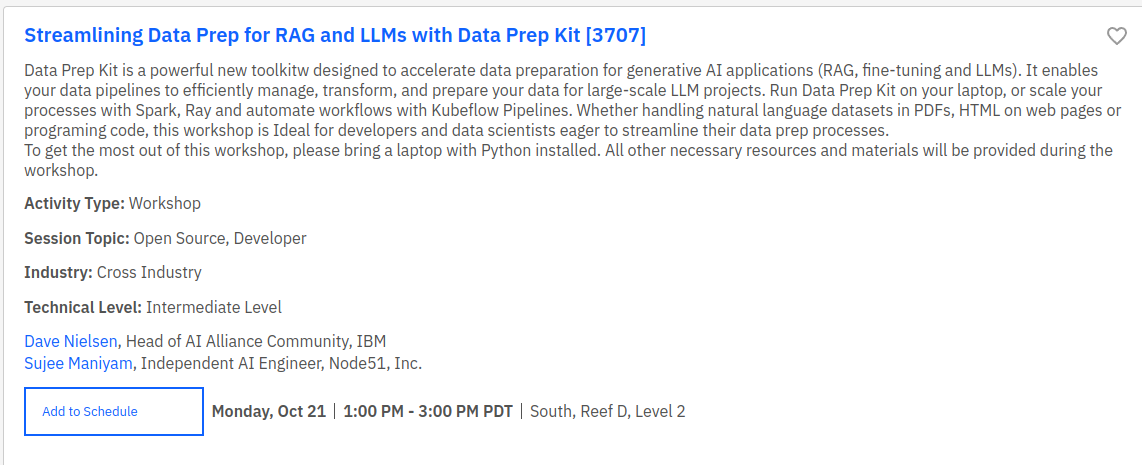 Streamlining Data Prep for RAG and LLMs with Data Prep Kit [3707]
Data Prep Kit is a powerful new toolkitw designed to accelerate data preparation for generative AI applications (RAG, fine-tuning and LLMs). It enables
your data pipelines to efficiently manage, transform, and prepare your data for large-scale LLM projects. Run Data Prep Kit on your laptop, or scale your
processes with Spark, Ray and automate workflows with Kubeflow Pipelines. Whether handling natural language datasets in PDFs, HTML on web pages or
programing code, this workshop is Ideal for developers and data scientists eager to streamline their data prep processes.
To get the most out of this workshop, please bring a laptop with Python installed. All other necessary resources and materials will be provided during the
workshop.
Activity Type: Workshop
Session Topic: Open Source, Developer
Industry: Cross Industry
Technical Level: Intermediate Level
Dave Nielsen, Head of AI Alliance Community, IBM
Sujee Maniyam, Independent AI Engineer, Node51, Inc.
Add to Schedule Monday, Oct 21 | 1:00 PM - 3:00 PM PDT | South, Reef D, Level 2